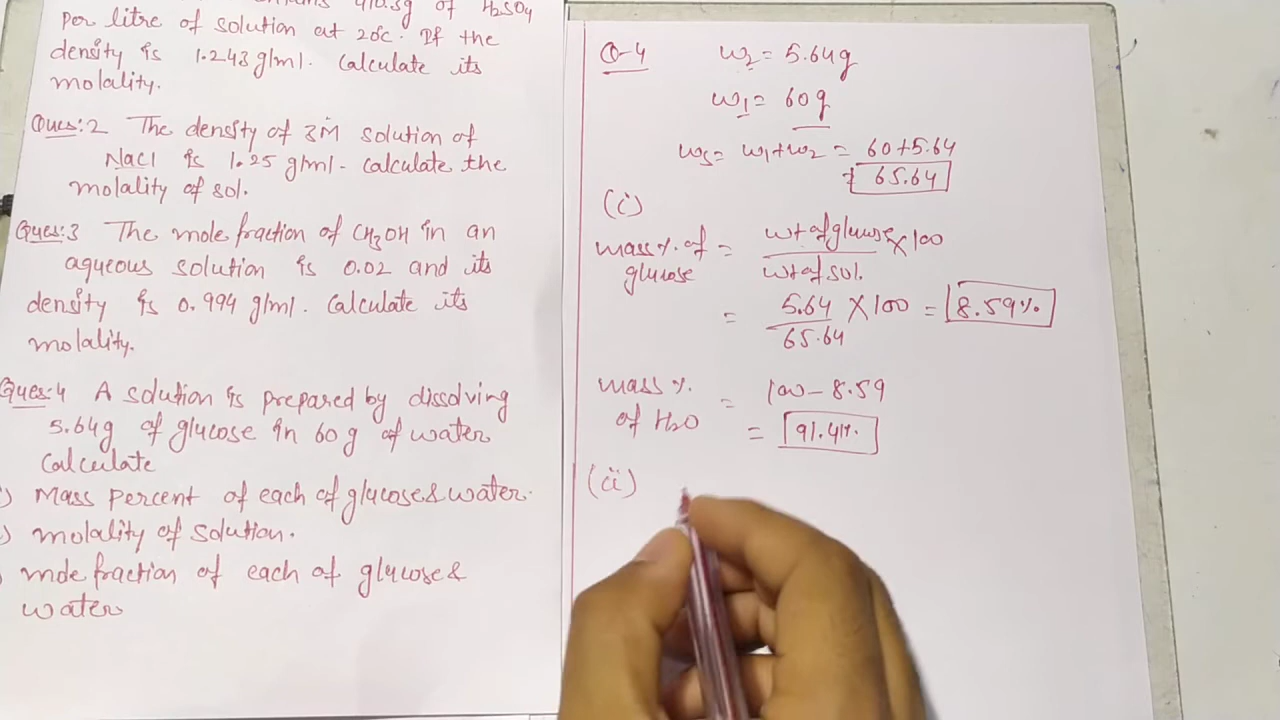 of H2SO4
per litre of solution at 20°c. If the
density is 1.243 g/ml. Calculate its
molality.
Ques:2 The density of 3M solution of
NaCl is 1.25 g/ml. calculate the
molality of sol.
Ques:3 The mole fraction of CH3OH in an
aqueous solution is 0.02 and its
density is 0.994 g/ml. Calculate its
molality.
Ques:4 A solution is prepared by dissolving
5.64g of glucose in 60 g of water
Calculate
) Mass percent of each of glucose & water.
) molality of solution.
) mole fraction of each of glucose &
water
Q-4 w2 = 5.64g
w1 = 60g
ws = w1+w2 = 60+5.64
= 65.64
(i)
mass % of glucose = wt of glucose / wt of sol. × 100
= 5.64 / 65.64 × 100 = 8.59%
mass % of H2O = 100 - 8.59
= 91.41%
(ii)